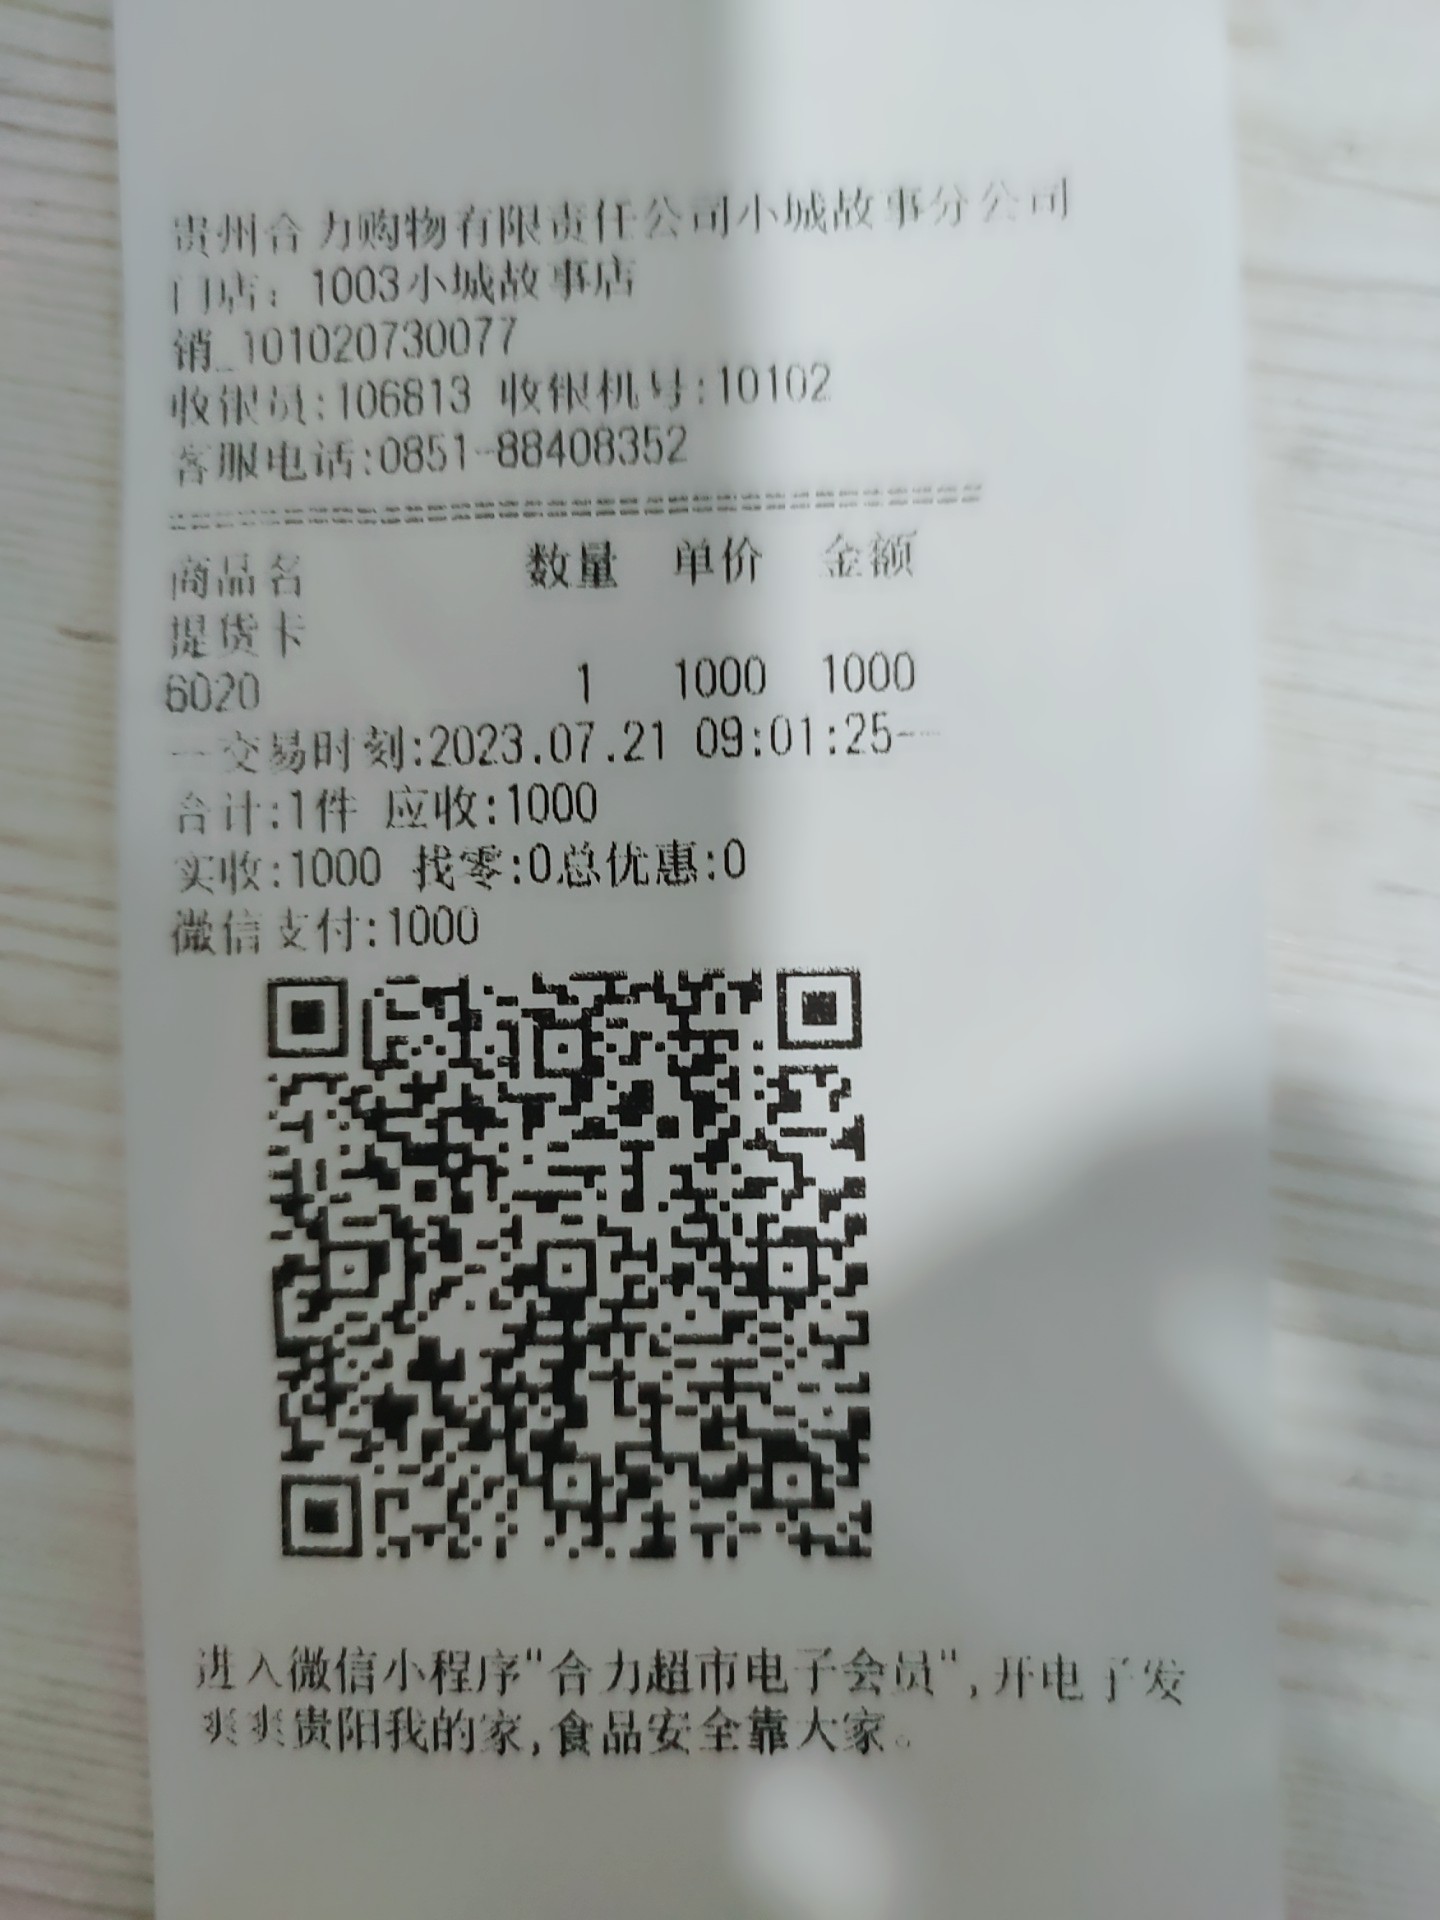 贵州合力购物有限责任公司小城故事分公司
门店：1003小城故事店
销_101020730077
收银员:106813 收银机号:10102
客服电话:0851-88408352
商品名 数量 单价 金额
提货卡
6020 1 1000 1000
一交易时刻:2023.07.21 09:01:25--
合计:1件 应收:1000
实收:1000 找零:0总优惠:0
微信支付:1000
进入微信小程序"合力超市电子会员",开电子发
爽爽贵阳我的家,食品安全靠大家。